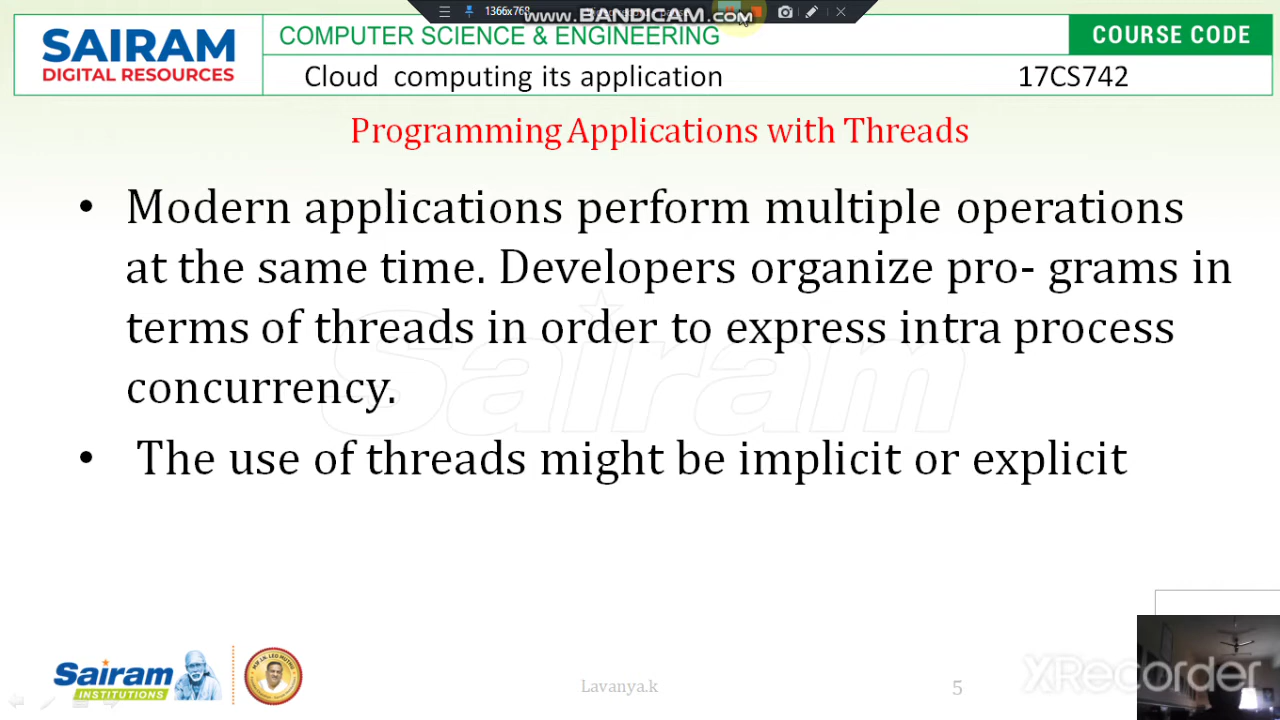 1366x768
www.BANDICAM.com
SAIRAM
DIGITAL RESOURCES
COMPUTER SCIENCE & ENGINEERING
COURSE CODE
Cloud computing its application
17CS742
Programming Applications with Threads
• Modern applications perform multiple operations
at the same time. Developers organize pro- grams in
terms of threads in order to express intra process
concurrency.
• The use of threads might be implicit or explicit
Sairam
Sairam
INSTITUTIONS
Lavanya.k
5
XRecorder